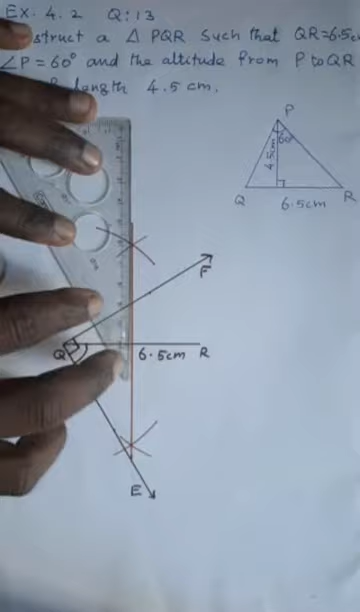 Ex. 4.2 Q:13
struct a Δ PQR such that QR=6.5c
∠P = 60° and the altitude from P to QR
length 4.5 cm.
P
60°
4.5cm
Q
R
6.5cm
F
Q
6.5cm
R
E